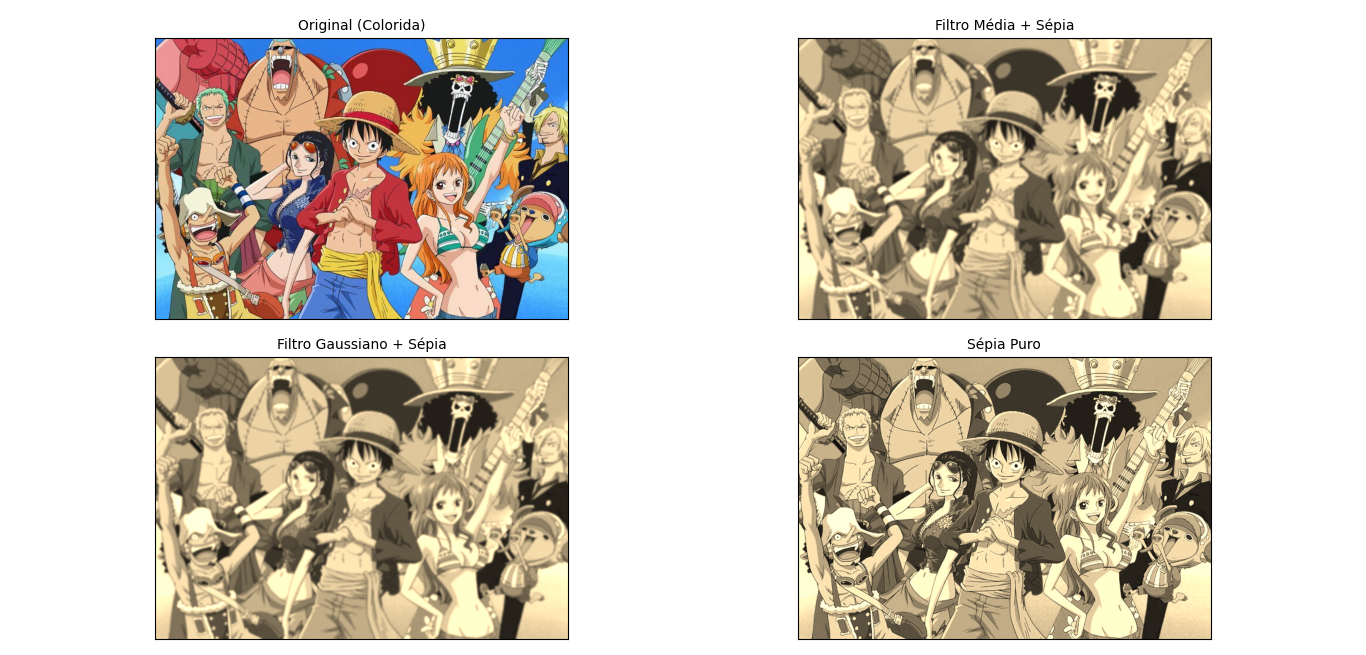 Original (Colorida)
Filtro Média + Sépia
Filtro Gaussiano + Sépia
Sépia Puro